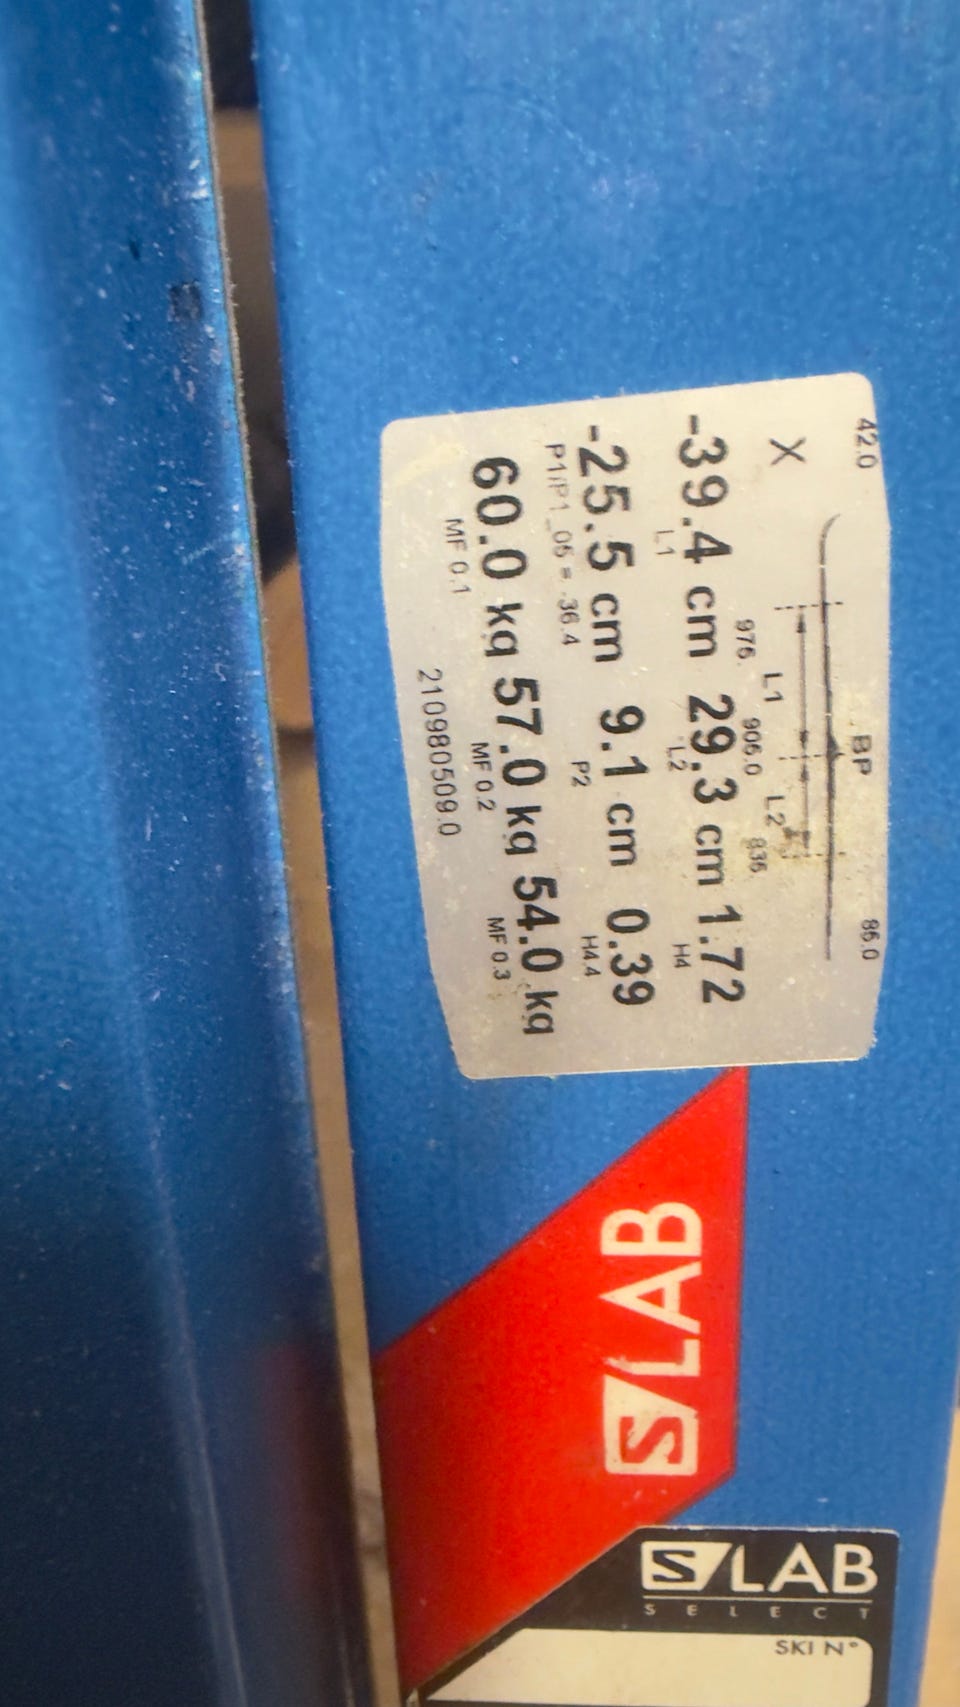 42.0 BP 86.0
X L1 L2
976. 906.0 836
-39.4 cm 29.3 cm 1.72
L1 L2 H4
-25.5 cm 9.1 cm 0.39
P1/P1_05 = -36.4 P2 H4.4
60.0 kg 57.0 kg 54.0 kg
MF 0.1 MF 0.2 MF 0.3
210980509.0
S LAB
S LAB
SELECT
SKI N°